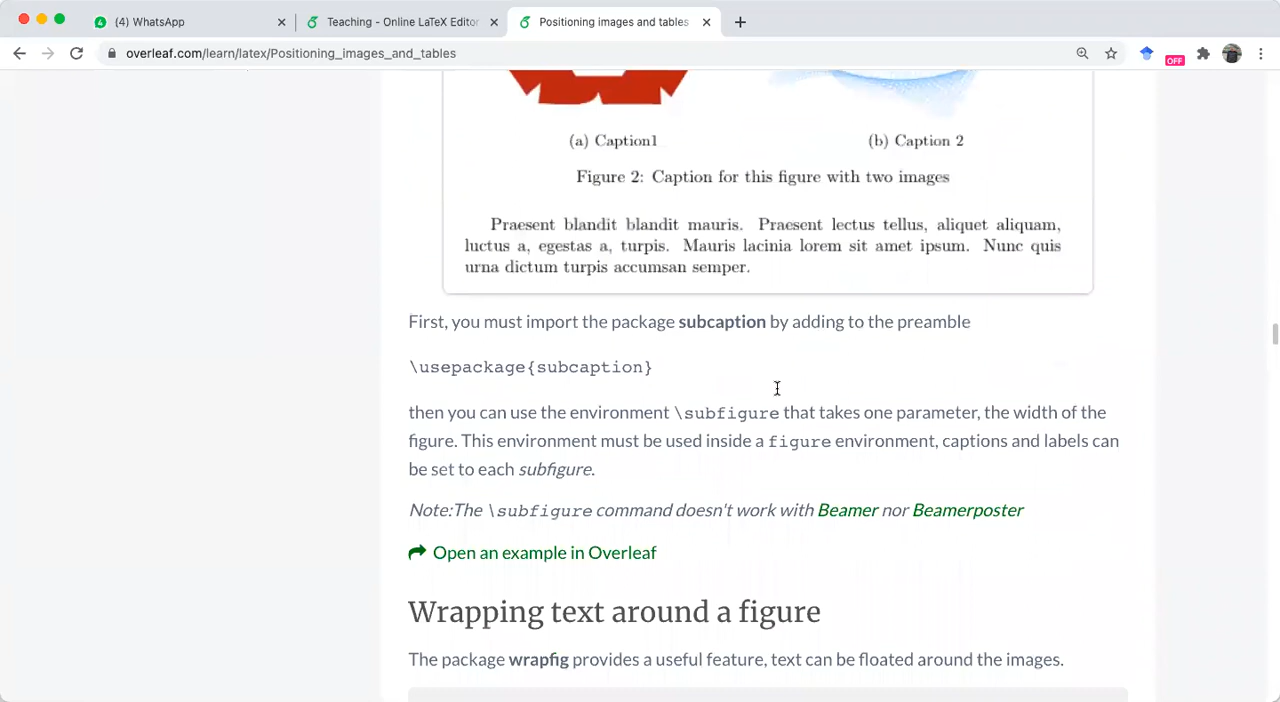 (4) WhatsApp
Teaching - Online LaTeX Editor
Positioning images and tables
overleaf.com/learn/latex/Positioning_images_and_tables
OFF
(a) Caption1
(b) Caption 2
Figure 2: Caption for this figure with two images
Praesent blandit blandit mauris. Praesent lectus tellus, aliquet aliquam,
luctus a, egestas a, turpis. Mauris lacinia lorem sit amet ipsum. Nunc quis
urna dictum turpis accumsan semper.
First, you must import the package subcaption by adding to the preamble
\usepackage{subcaption}
then you can use the environment \subfigure that takes one parameter, the width of the
figure. This environment must be used inside a figure environment, captions and labels can
be set to each subfigure.
Note:The \subfigure command doesn't work with Beamer nor Beamerposter
Open an example in Overleaf
Wrapping text around a figure
The package wrapfig provides a useful feature, text can be floated around the images.